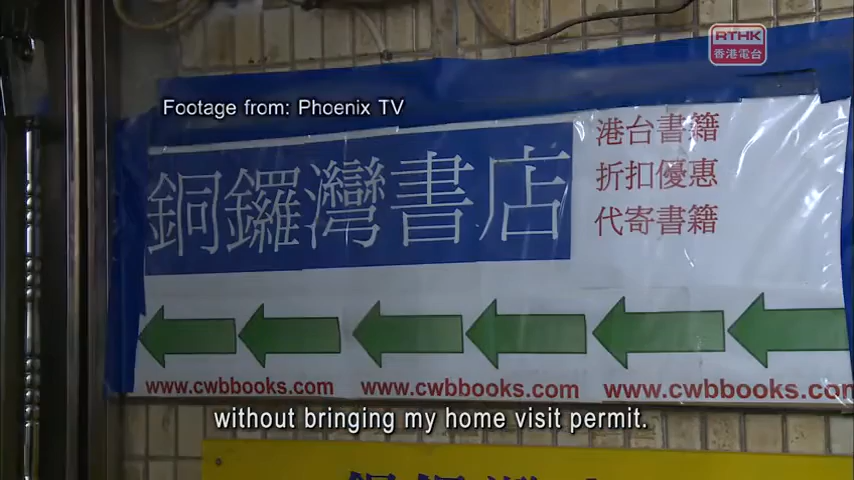 RTHK
香港電台
Footage from: Phoenix TV
銅鑼灣書店
港台書籍
折扣優惠
代寄書籍
www.cwbbooks.com
www.cwbbooks.com
www.cwbbooks.com
without bringing my home visit permit.